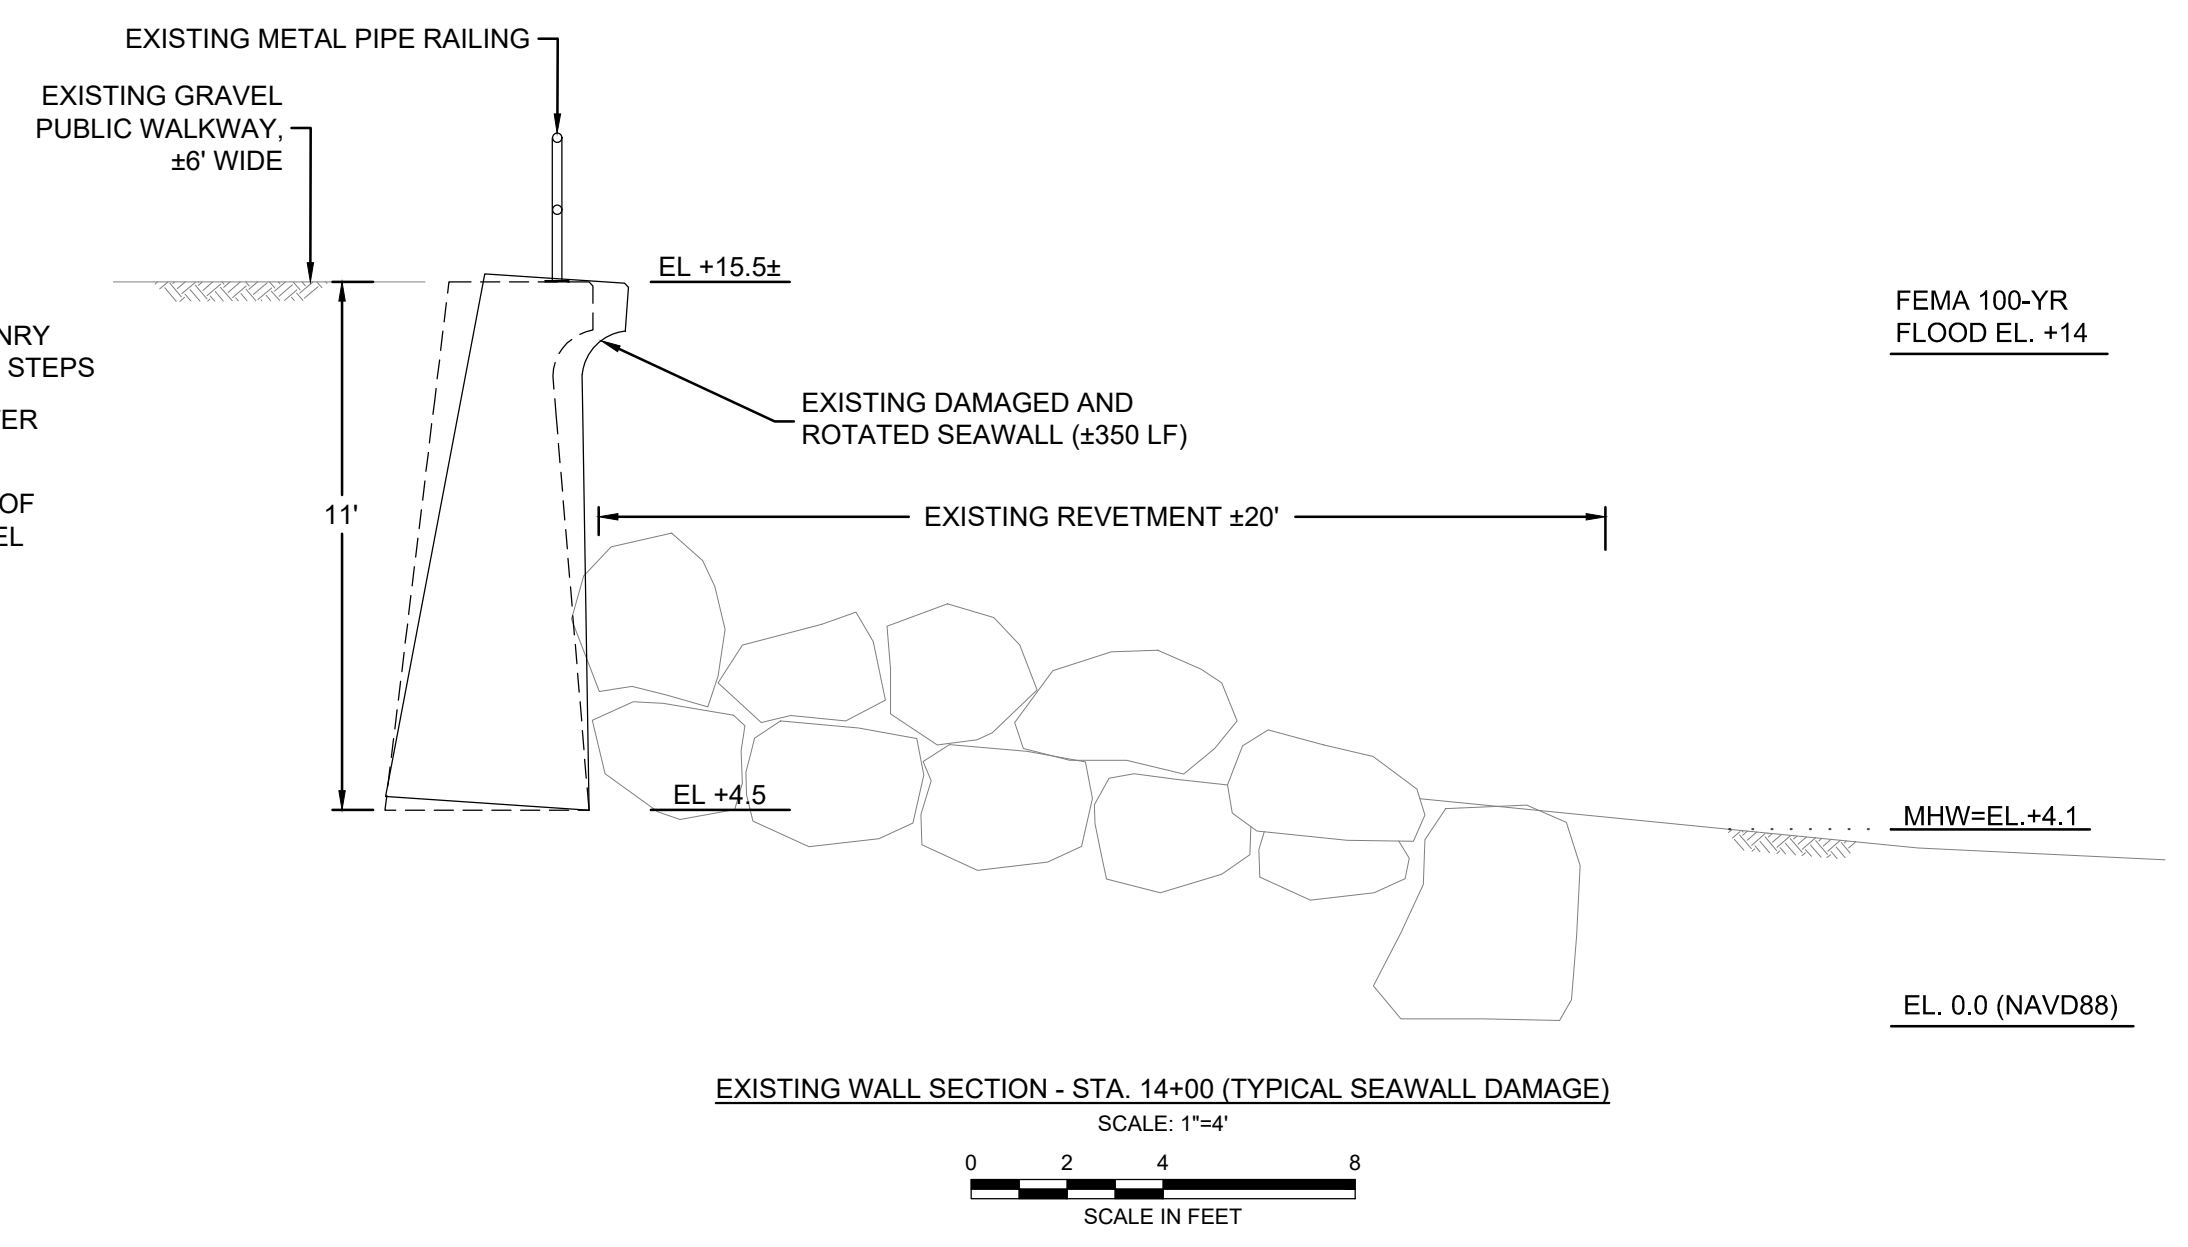 EXISTING METAL PIPE RAILING
EXISTING GRAVEL
PUBLIC WALKWAY,
±6' WIDE
EL +15.5±
FEMA 100-YR
FLOOD EL. +14
NRY
STEPS
TER
OF
EL
EXISTING DAMAGED AND
ROTATED SEAWALL (±350 LF)
11'
EXISTING REVETMENT ±20'
EL +4.5
MHW=EL.+4.1
EL. 0.0 (NAVD88)
EXISTING WALL SECTION - STA. 14+00 (TYPICAL SEAWALL DAMAGE)
SCALE: 1"=4'
0 2 4 8
SCALE IN FEET